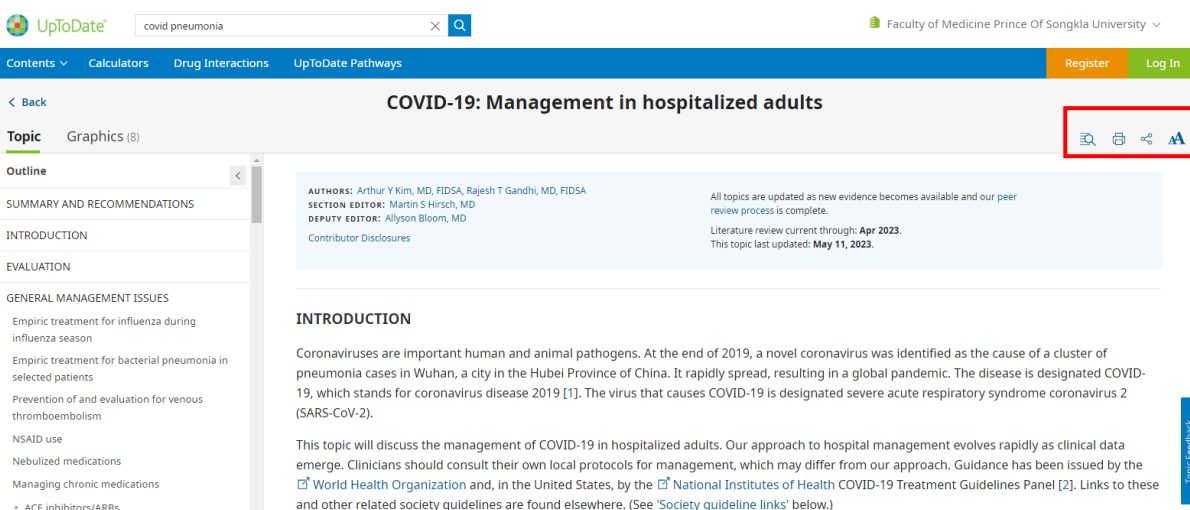 UpToDate®
covid pneumonia
Faculty of Medicine Prince Of Songkla University
Contents
Calculators
Drug Interactions
UpToDate Pathways
Register
Log In
Back
COVID-19: Management in hospitalized adults
Topic
Graphics (8)
AA
Outline
SUMMARY AND RECOMMENDATIONS
INTRODUCTION
EVALUATION
GENERAL MANAGEMENT ISSUES
Empiric treatment for influenza during
influenza season
Empiric treatment for bacterial pneumonia in
selected patients
Prevention of and evaluation for venous
thromboembolism
NSAID use
Nebulized medications
Managing chronic medications
• ACE inhibitors/ARBs
AUTHORS: Arthur Y Kim, MD, FIDSA, Rajesh T Gandhi, MD, FIDSA
SECTION EDITOR: Martin S Hirsch, MD
DEPUTY EDITOR: Allyson Bloom, MD
Contributor Disclosures
All topics are updated as new evidence becomes available and our peer
review process is complete.
Literature review current through: Apr 2023.
This topic last updated: May 11, 2023.
INTRODUCTION
Coronaviruses are important human and animal pathogens. At the end of 2019, a novel coronavirus was identified as the cause of a cluster of
pneumonia cases in Wuhan, a city in the Hubei Province of China. It rapidly spread, resulting in a global pandemic. The disease is designated COVID-
19, which stands for coronavirus disease 2019 [1]. The virus that causes COVID-19 is designated severe acute respiratory syndrome coronavirus 2
(SARS-CoV-2).
This topic will discuss the management of COVID-19 in hospitalized adults. Our approach to hospital management evolves rapidly as clinical data
emerge. Clinicians should consult their own local protocols for management, which may differ from our approach. Guidance has been issued by the
World Health Organization and, in the United States, by the National Institutes of Health COVID-19 Treatment Guidelines Panel [2]. Links to these
and other related society guidelines are found elsewhere. (See 'Society guideline links' below.)
Topic Feedback